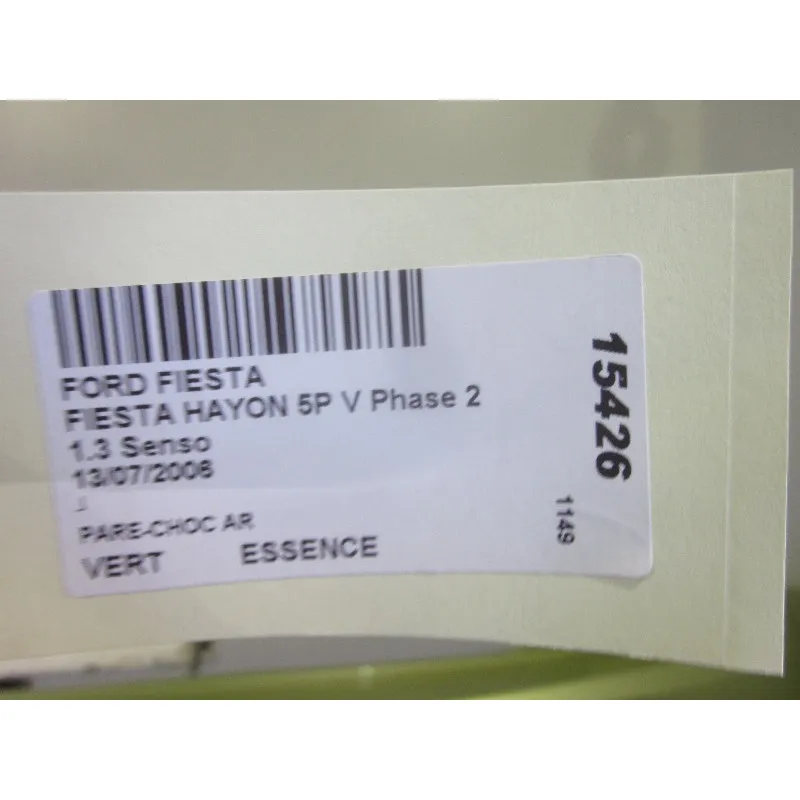 FORD FIESTA
FIESTA HAYON 5P V Phase 2
1.3 Senso
13/07/2006
PARE-CHOC AR
VERT ESSENCE
15426
1149